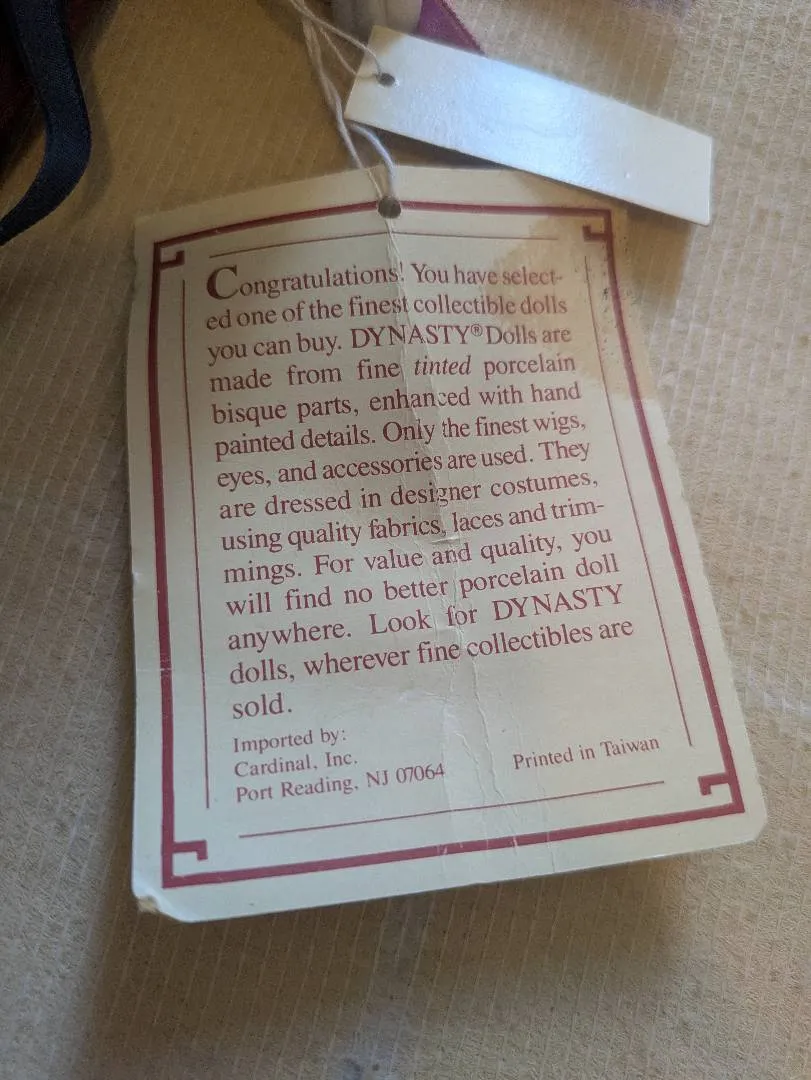 Congratulations! You have select-
ed one of the finest collectible dolls
you can buy. DYNASTY® Dolls are
made from fine tinted porcelain
bisque parts, enhanced with hand
painted details. Only the finest wigs,
eyes, and accessories are used. They
are dressed in designer costumes,
using quality fabrics, laces and trim-
mings. For value and quality, you
will find no better porcelain doll
anywhere. Look for DYNASTY
dolls, wherever fine collectibles are
sold.
Imported by:
Cardinal, Inc.
Port Reading, NJ 07064
Printed in Taiwan